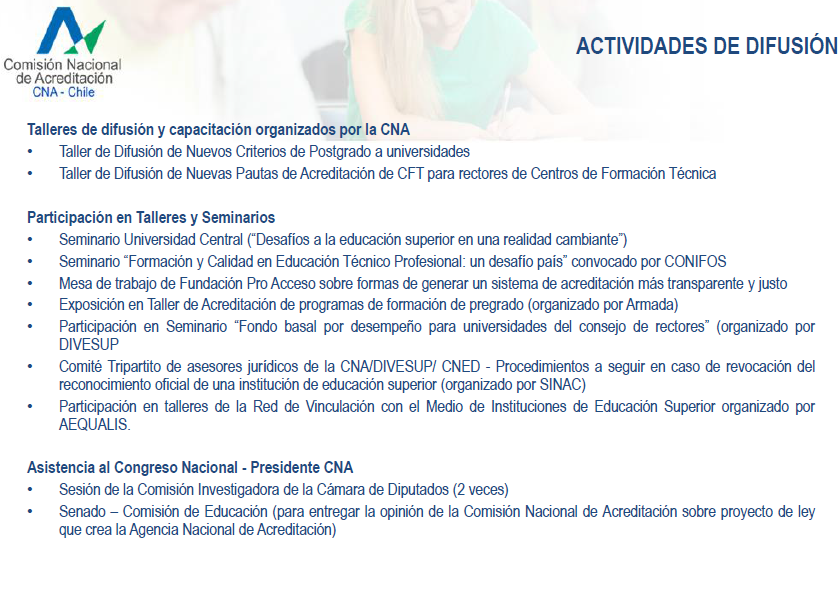 Comisión Nacional
de Acreditación
CNA - Chile
ACTIVIDADES DE DIFUSIÓN
Talleres de difusión y capacitación organizados por la CNA
• Taller de Difusión de Nuevos Criterios de Postgrado a universidades
• Taller de Difusión de Nuevas Pautas de Acreditación de CFT para rectores de Centros de Formación Técnica
Participación en Talleres y Seminarios
• Seminario Universidad Central (“Desafíos a la educación superior en una realidad cambiante”)
• Seminario “Formación y Calidad en Educación Técnico Profesional: un desafío país” convocado por CONIFOS
• Mesa de trabajo de Fundación Pro Acceso sobre formas de generar un sistema de acreditación más transparente y justo
• Exposición en Taller de Acreditación de programas de formación de pregrado (organizado por Armada)
• Participación en Seminario “Fondo basal por desempeño para universidades del consejo de rectores” (organizado por
DIVESUP
• Comité Tripartito de asesores jurídicos de la CNA/DIVESUP/ CNED - Procedimientos a seguir en caso de revocación del
reconocimiento oficial de una institución de educación superior (organizado por SINAC)
• Participación en talleres de la Red de Vinculación con el Medio de Instituciones de Educación Superior organizado por
AEQUALIS.
Asistencia al Congreso Nacional - Presidente CNA
• Sesión de la Comisión Investigadora de la Cámara de Diputados (2 veces)
• Senado – Comisión de Educación (para entregar la opinión de la Comisión Nacional de Acreditación sobre proyecto de ley
que crea la Agencia Nacional de Acreditación)